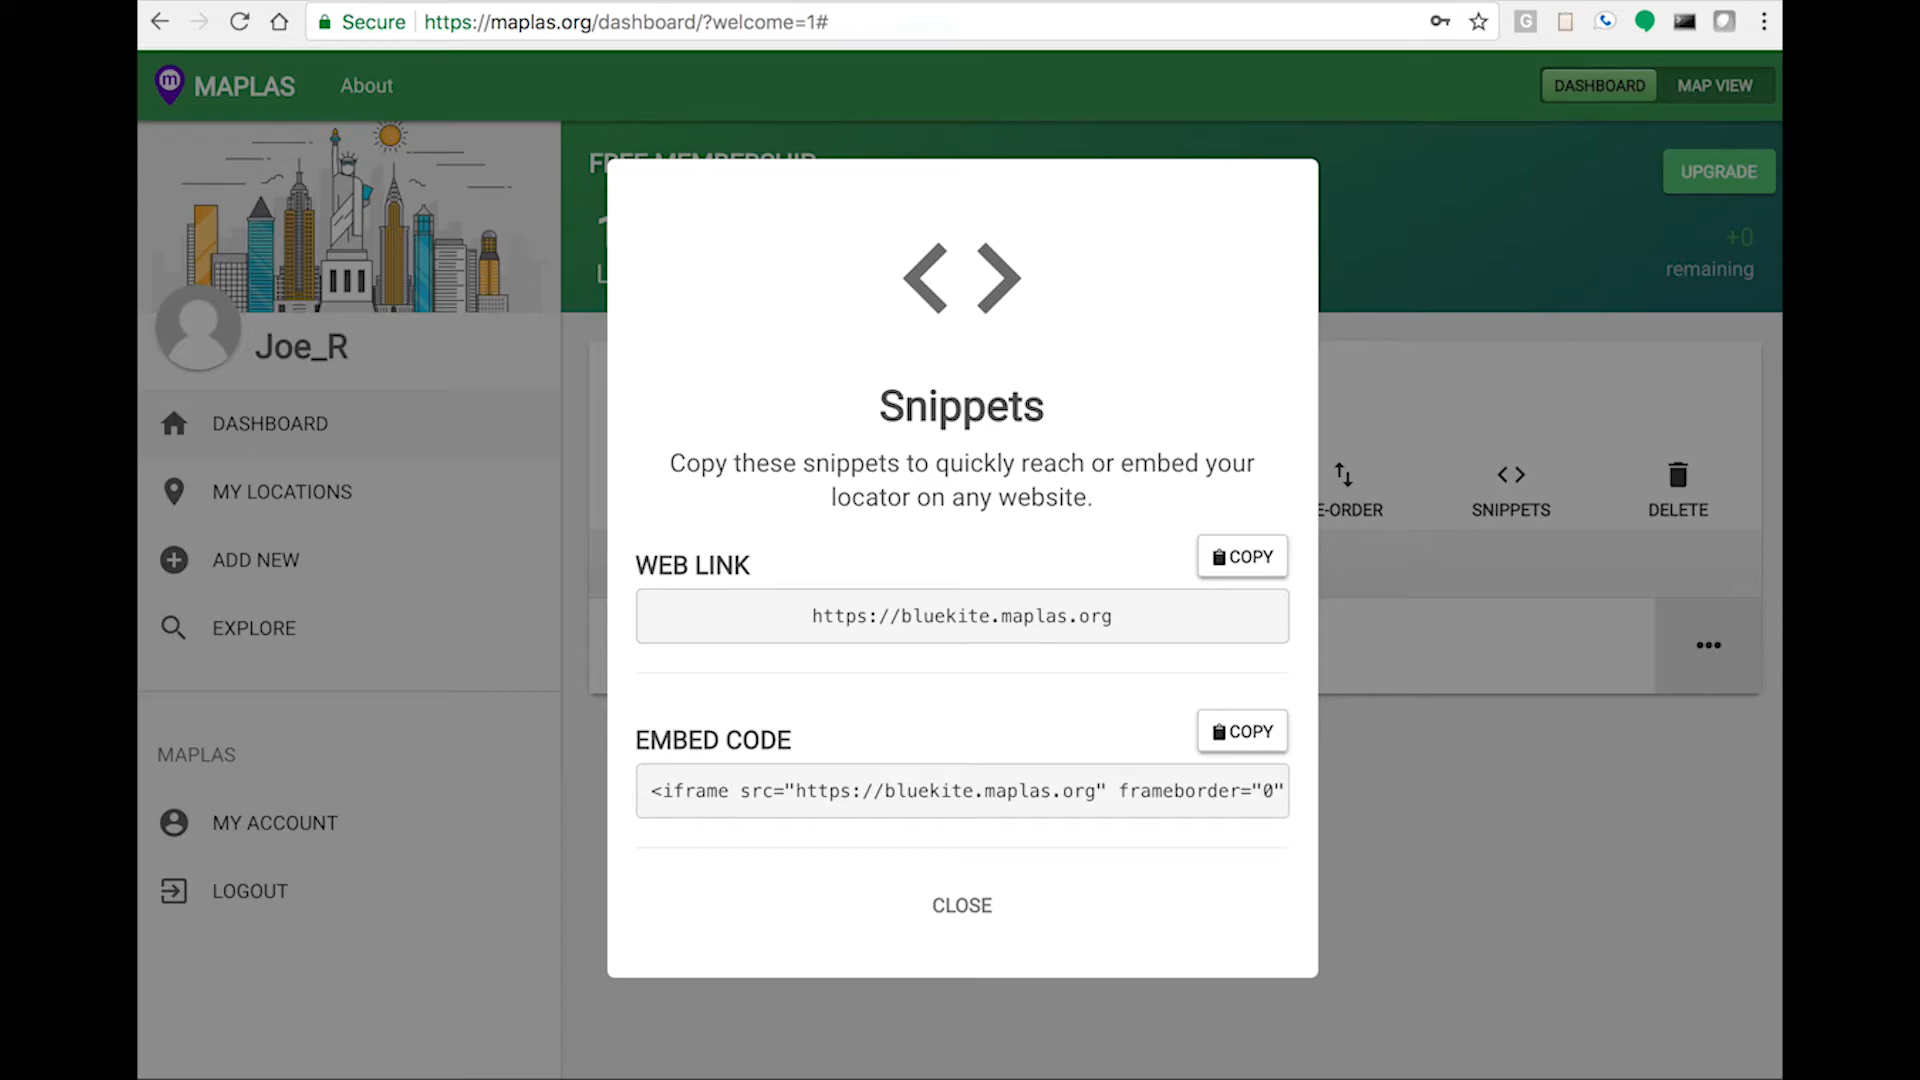 Secure
https://maplas.org/dashboard/?welcome=1#
G
m MAPLAS
About
DASHBOARD
MAP VIEW
UPGRADE
+0
remaining
Joe_R
DASHBOARD
MY LOCATIONS
ADD NEW
EXPLORE
MAPLAS
MY ACCOUNT
LOGOUT
FREE MEMBERSHIP
Snippets
Copy these snippets to quickly reach or embed your
locator on any website.
WEB LINK
COPY
https://bluekite.maplas.org
EMBED CODE
COPY
<iframe src="https://bluekite.maplas.org" frameborder="0"
CLOSE
E-ORDER
SNIPPETS
DELETE